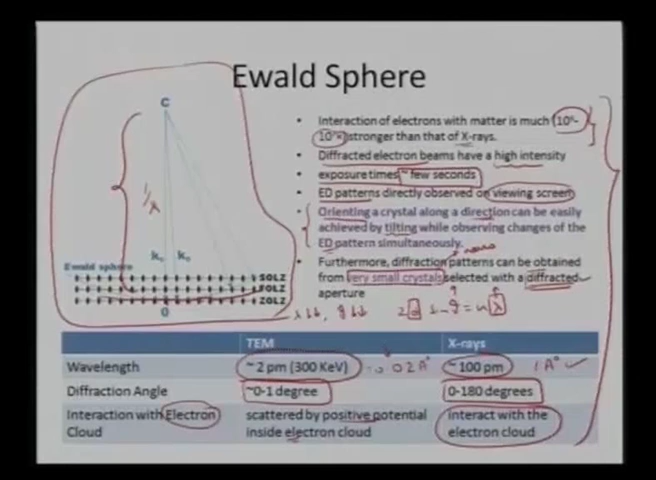 Ewald Sphere
C
1/λ
Ewald sphere
SOLZ
FOLZ
ZOLZ
O
• Interaction of electrons with matter is much
stronger than that of X-rays.
• Diffracted electron beams have a high intensity
• exposure times ~ few seconds
• ED patterns directly observed on viewing screen
• Orienting a crystal along a direction can be easily
achieved by tilting while observing changes of the
ED pattern simultaneously.
• Furthermore, diffraction patterns can be obtained
from very small crystals selected with a diffracted
aperture
TEM X-rays
Wavelength ~ 2 pm (300 KeV) 0.02 A° ~100 pm 1 A°
Diffraction Angle ~0-1 degree 0-180 degrees
Interaction with Electron scattered by positive potential interact with the
Cloud inside electron cloud electron cloud